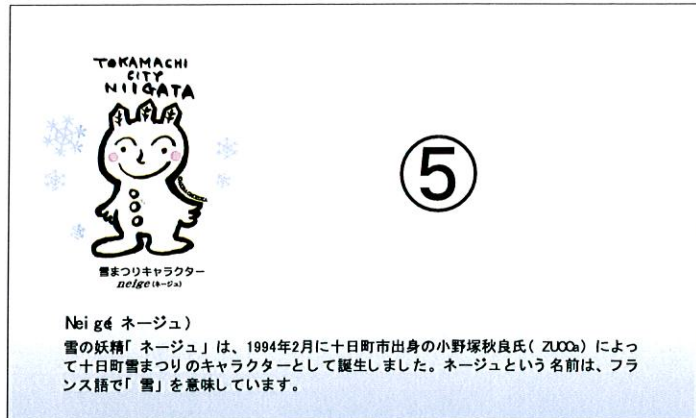 TOKAMACHI
CITY
NIIGATA
⑤
雪まつりキャラクター
neige(ネージュ)
Neige(ネージュ)
雪の妖精「ネージュ」は、1994年2月に十日町市出身の小野塚秋良氏(ZUCCa)によっ
て十日町雪まつりのキャラクターとして誕生しました。ネージュという名前は、フラ
ンス語で「雪」を意味しています。